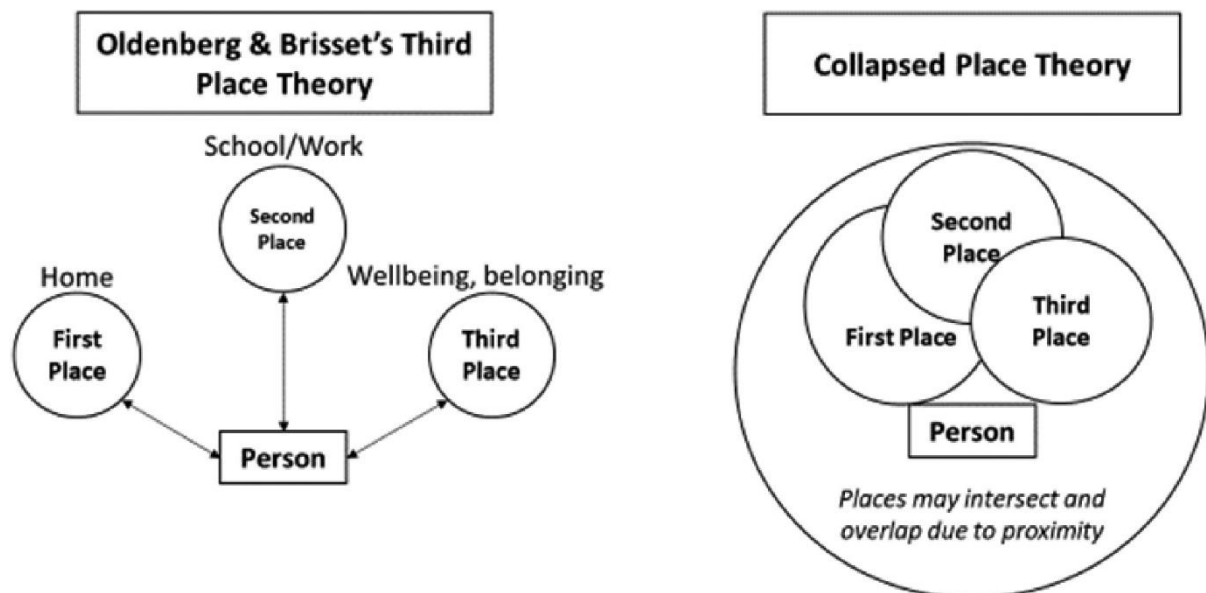 Oldenberg & Brisset's Third
Place Theory
School/Work
Second
Place
Home
First
Place
Wellbeing, belonging
Third
Place
Person
Collapsed Place Theory
Second
Place
First Place
Third
Place
Person
Places may intersect and
overlap due to proximity